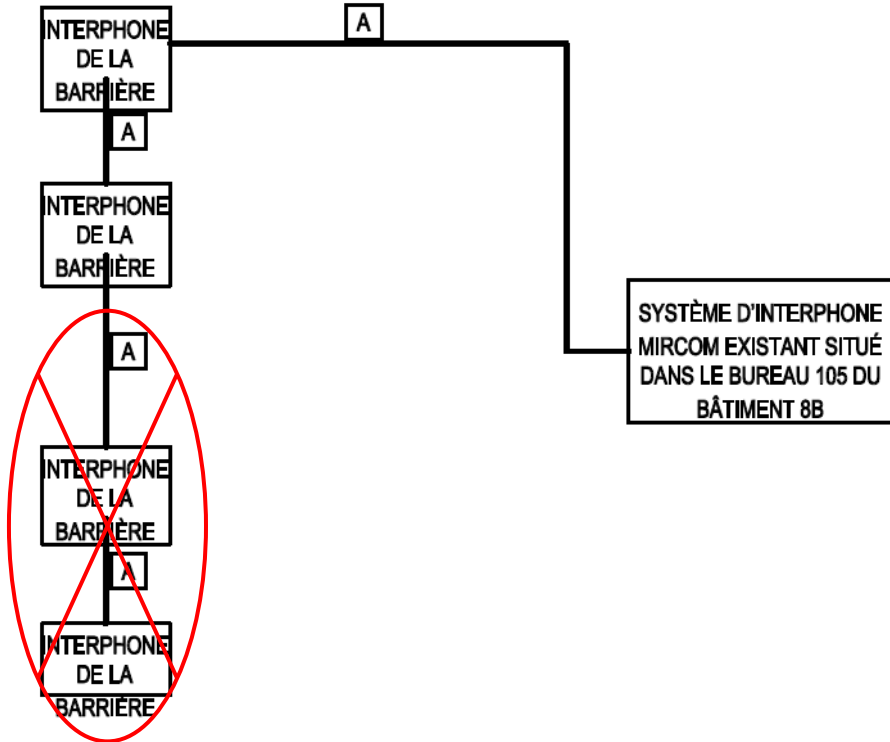 INTERPHONE
DE LA
BARRIÈRE
A
A
INTERPHONE
DE LA
BARRIÈRE
A
SYSTÈME D'INTERPHONE
MIRCOM EXISTANT SITUÉ
DANS LE BUREAU 105 DU
BÂTIMENT 8B
INTERPHONE
DE LA
BARRIÈRE
A
INTERPHONE
DE LA
BARRIÈRE